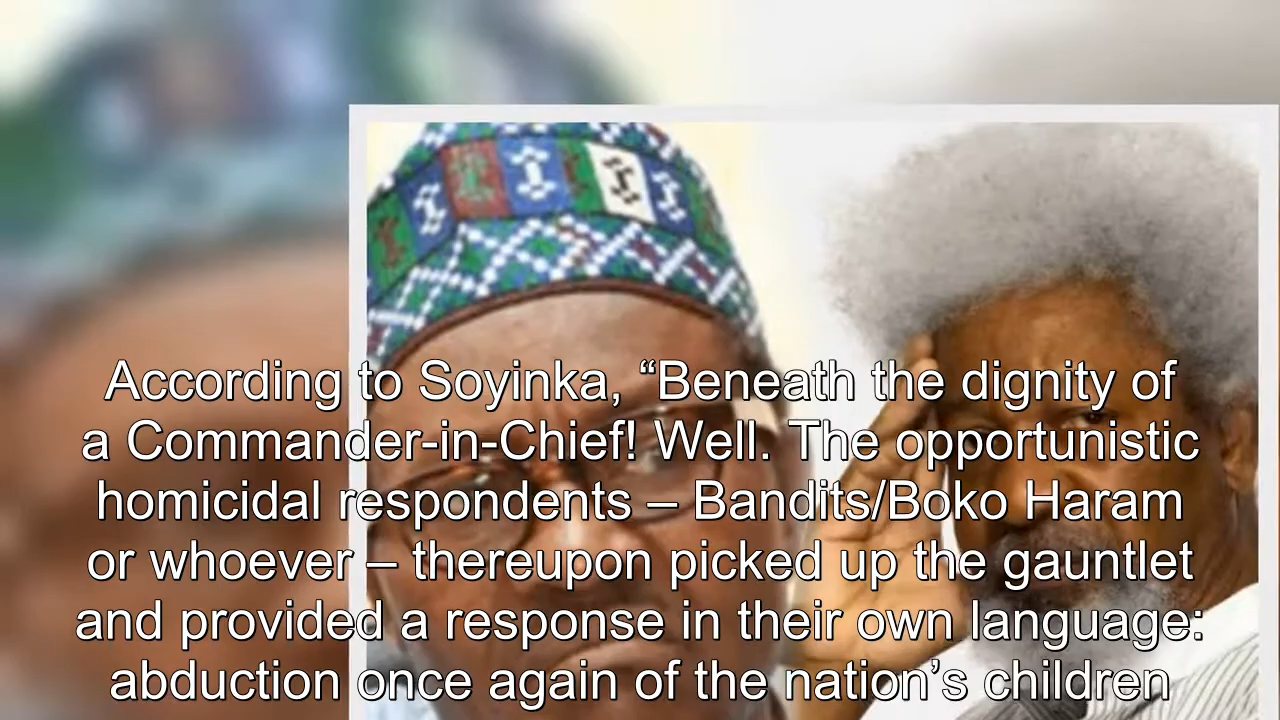 According to Soyinka, “Beneath the dignity of
a Commander-in-Chief! Well. The opportunistic
homicidal respondents – Bandits/Boko Haram
or whoever – thereupon picked up the gauntlet
and provided a response in their own language:
abduction once again of the nation’s children